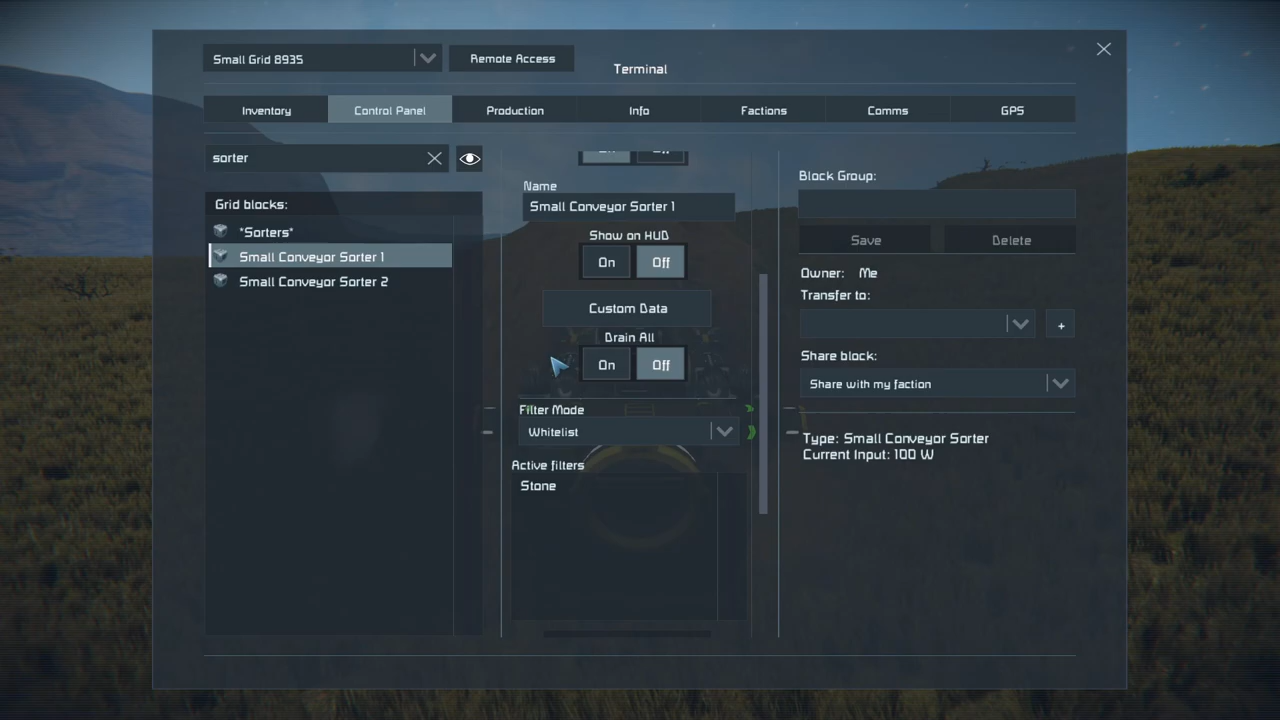 Small Grid 8935
Remote Access
Terminal
Inventory
Control Panel
Production
Info
Factions
Comms
GPS
sorter
Grid blocks:
*Sorters*
Small Conveyor Sorter 1
Small Conveyor Sorter 2
On Off
Name
Small Conveyor Sorter 1
Show on HUD
On Off
Custom Data
Drain All
On Off
Filter Mode
Whitelist
Active filters
Stone
Block Group:
Save
Delete
Owner: Me
Transfer to:
+
Share block:
Share with my faction
Type: Small Conveyor Sorter
Current Input: 100 W